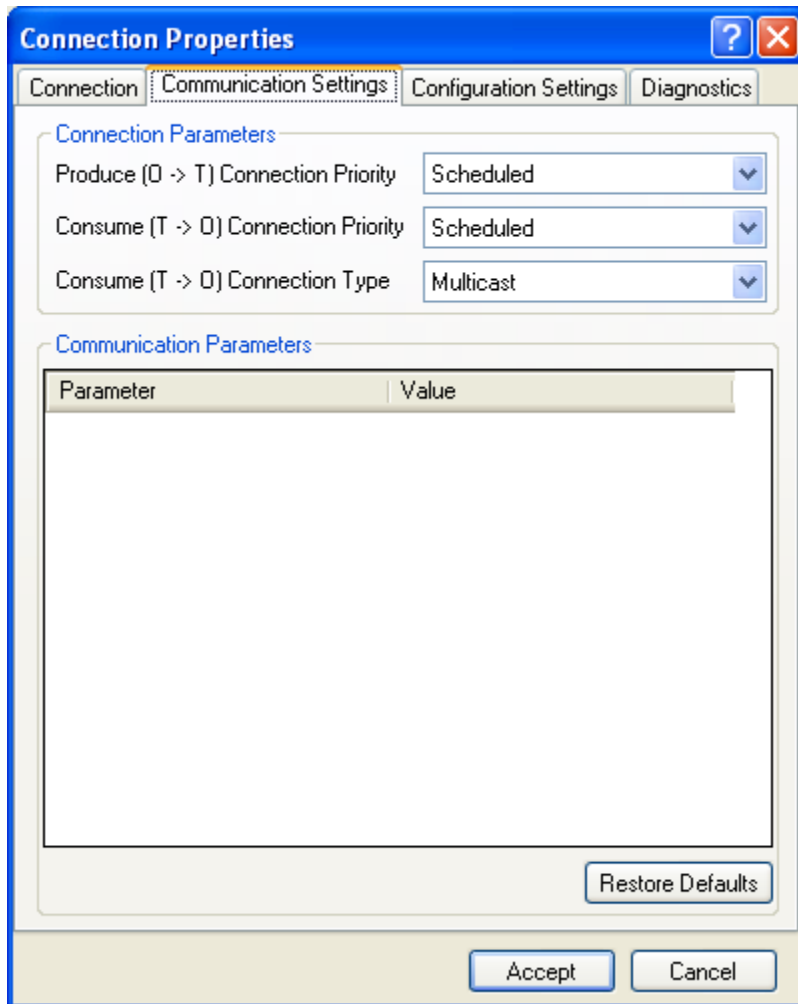 Connection Properties
Connection Communication Settings Configuration Settings Diagnostics
Connection Parameters
Produce (O -> T) Connection Priority Scheduled
Consume (T -> O) Connection Priority Scheduled
Consume (T -> O) Connection Type Multicast
Communication Parameters
Parameter Value
Restore Defaults
Accept Cancel